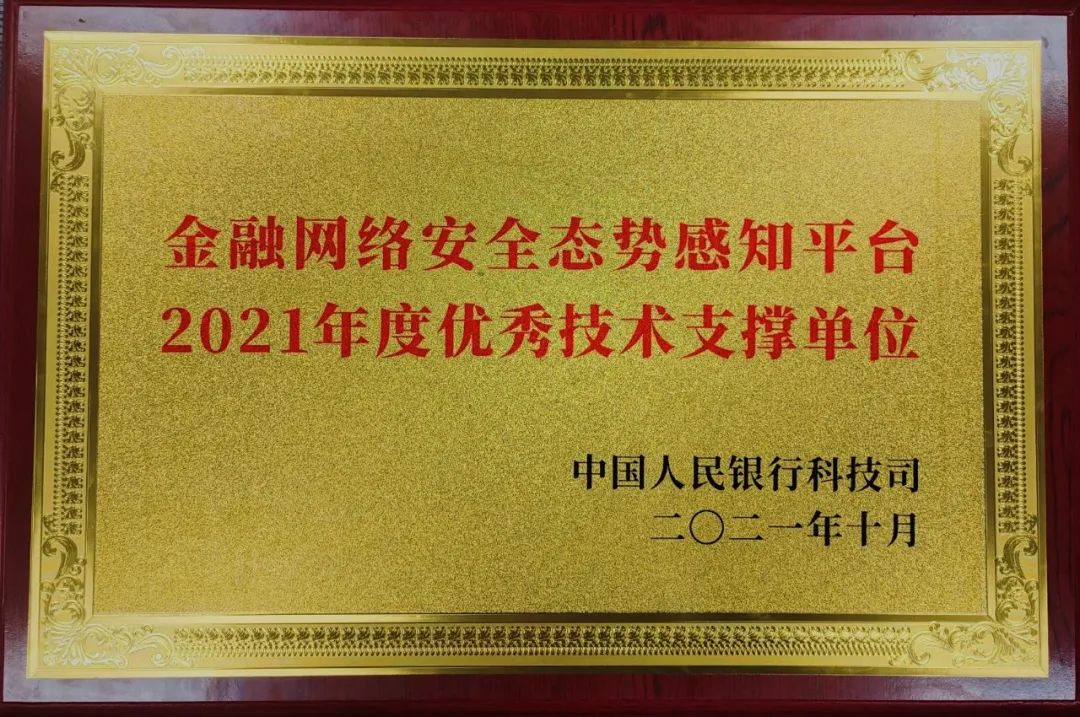 金融网络安全态势感知平台
2021年度优秀技术支撑单位
中国人民银行科技司
二〇二一年十月